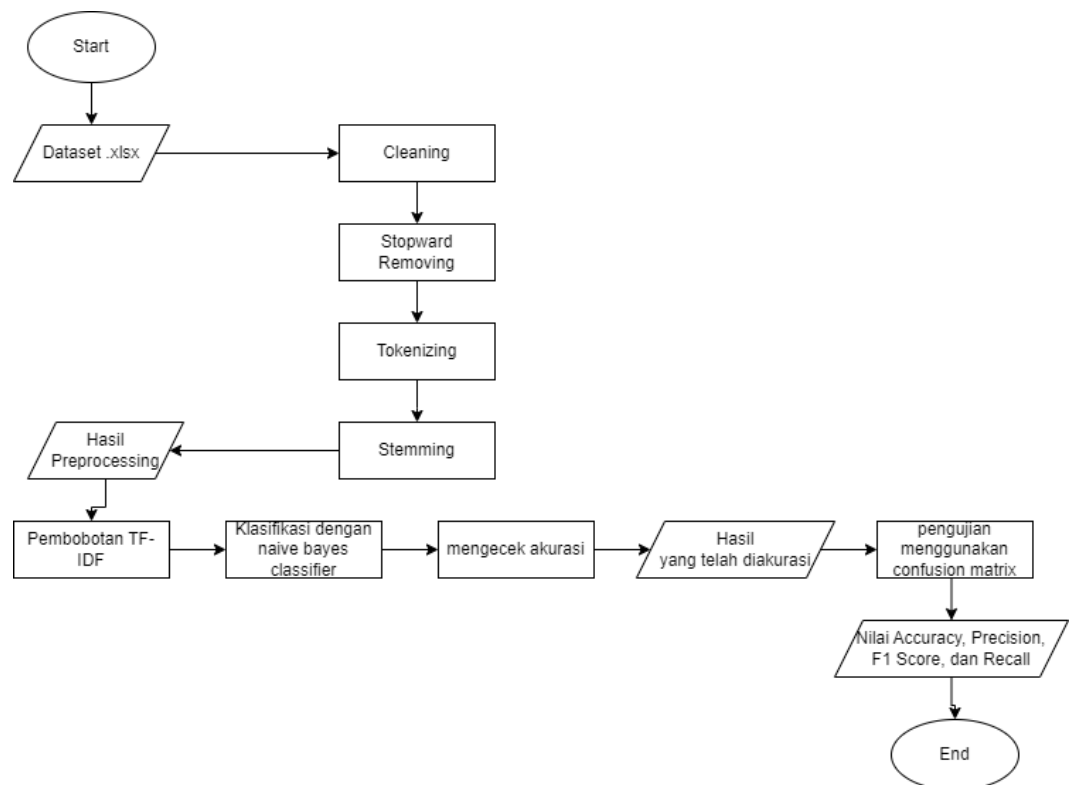 Start
Dataset .xlsx
Cleaning
Stopward
Removing
Tokenizing
Stemming
Hasil
Preprocessing
Pembobotan TF-
IDF
Klasifikasi dengan
naive bayes
classifier
mengecek akurasi
Hasil
yang telah diakurasi
pengujian
menggunakan
confusion matrix
Nilai Accuracy, Precision,
F1 Score, dan Recall
End